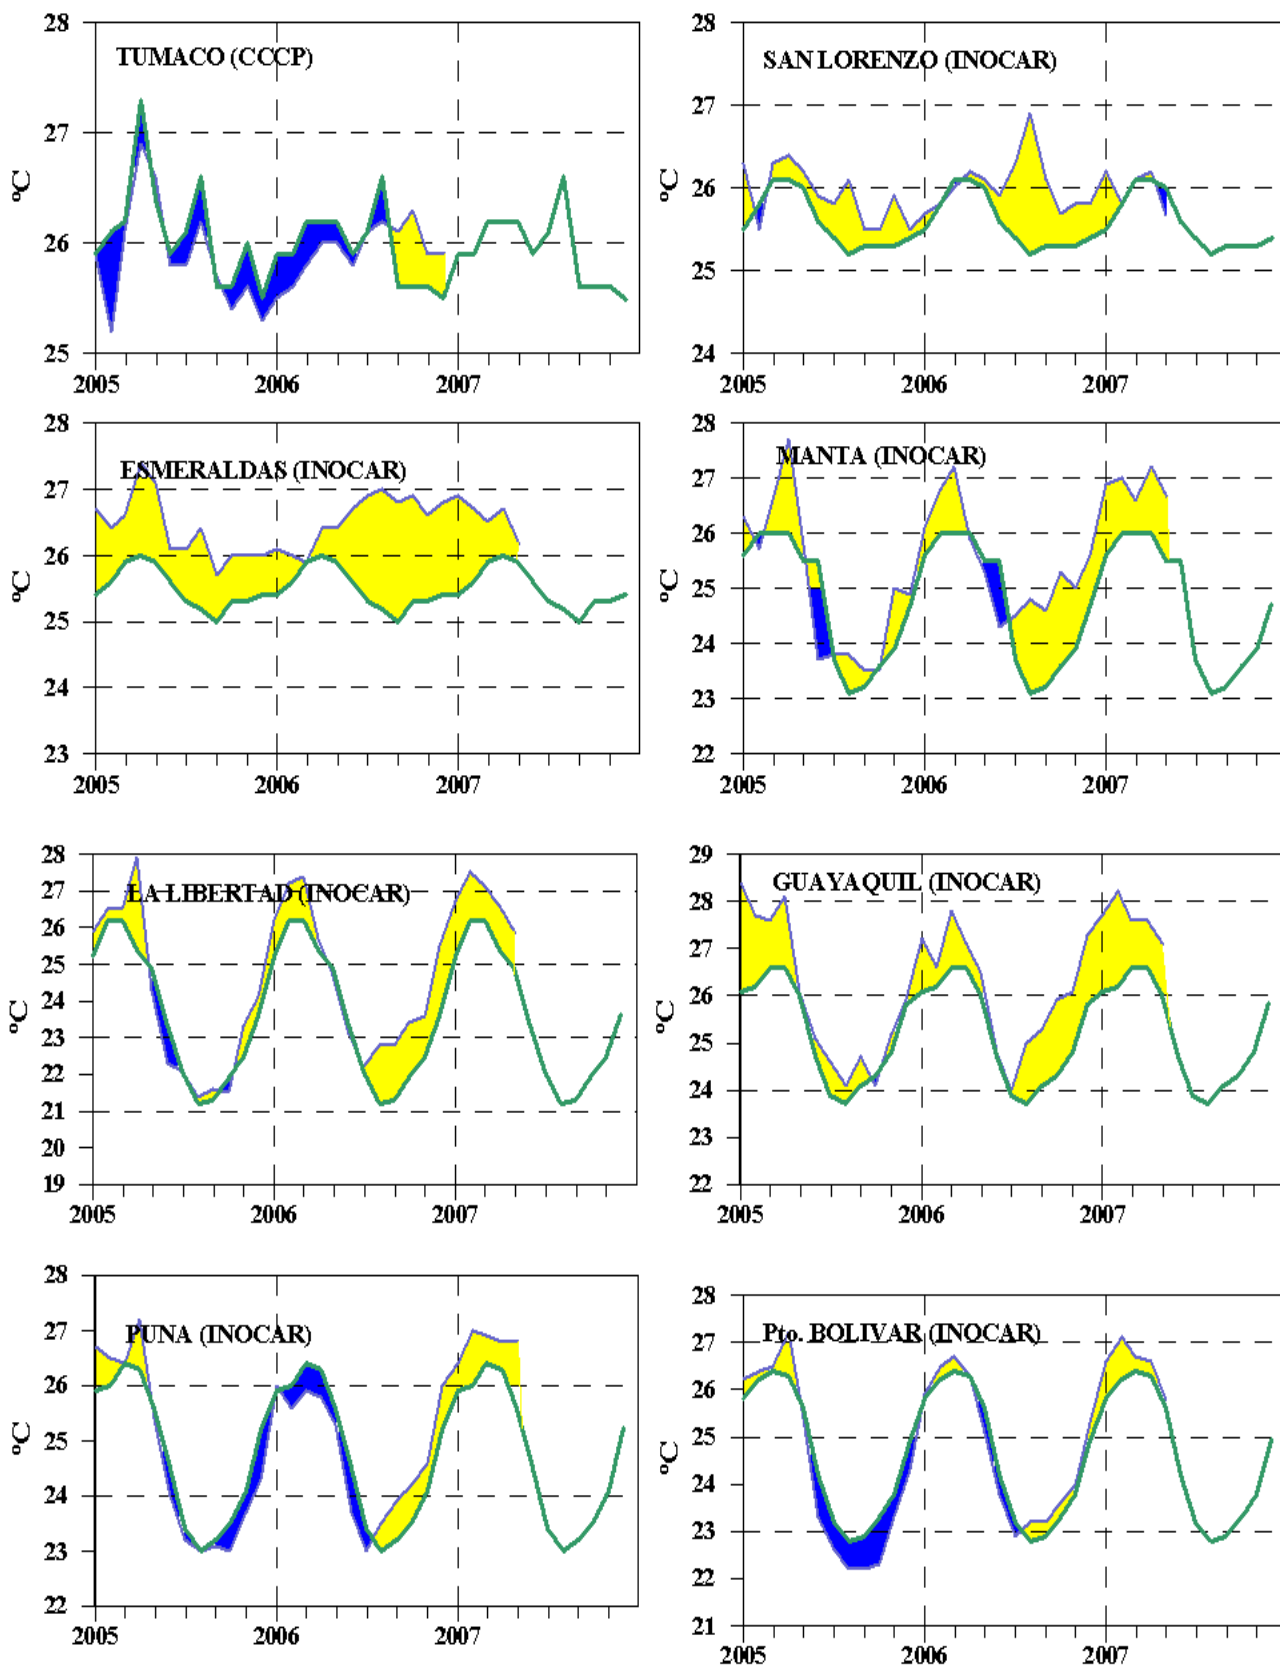 TUMACO (CCCP)
28
27
26
25
ºC
2005 2006 2007
SAN LORENZO (INOCAR)
28
27
26
25
24
ºC
2005 2006 2007
ESMERALDAS (INOCAR)
28
27
26
25
24
23
ºC
2005 2006 2007
MANTA (INOCAR)
28
27
26
25
24
23
22
ºC
2005 2006 2007
LA LIBERTAD (INOCAR)
28
27
26
25
24
23
22
21
20
19
ºC
2005 2006 2007
GUAYAQUIL (INOCAR)
29
28
27
26
25
24
23
22
ºC
2005 2006 2007
PUNA (INOCAR)
28
27
26
25
24
23
22
ºC
2005 2006 2007
Pto. BOLIVAR (INOCAR)
28
27
26
25
24
23
22
21
ºC
2005 2006 2007